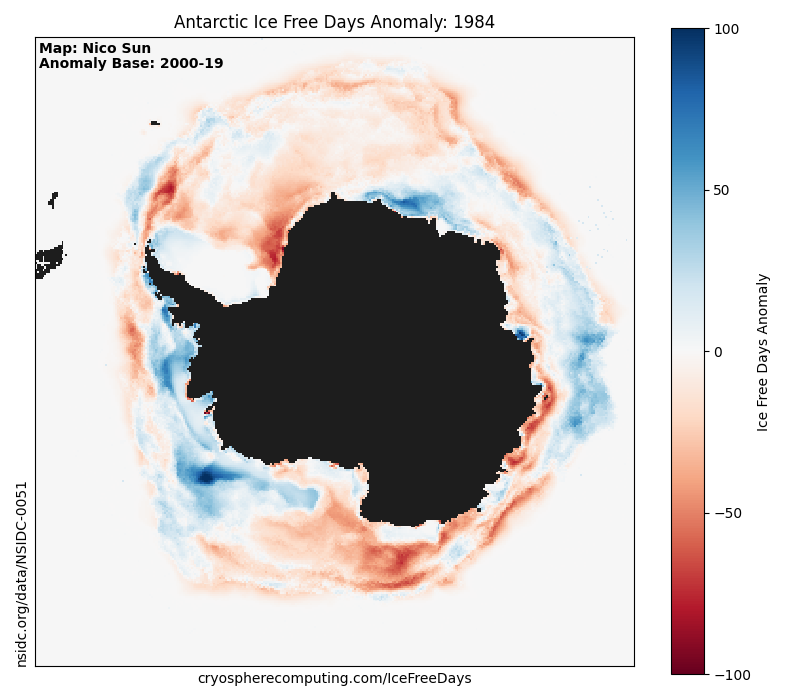 Antarctic Ice Free Days Anomaly: 1984
Map: Nico Sun
Anomaly Base: 2000-19
nsidc.org/data/NSIDC-0051
cryospherecomputing.com/IceFreeDays
100
50
0
−50
−100
Ice Free Days Anomaly